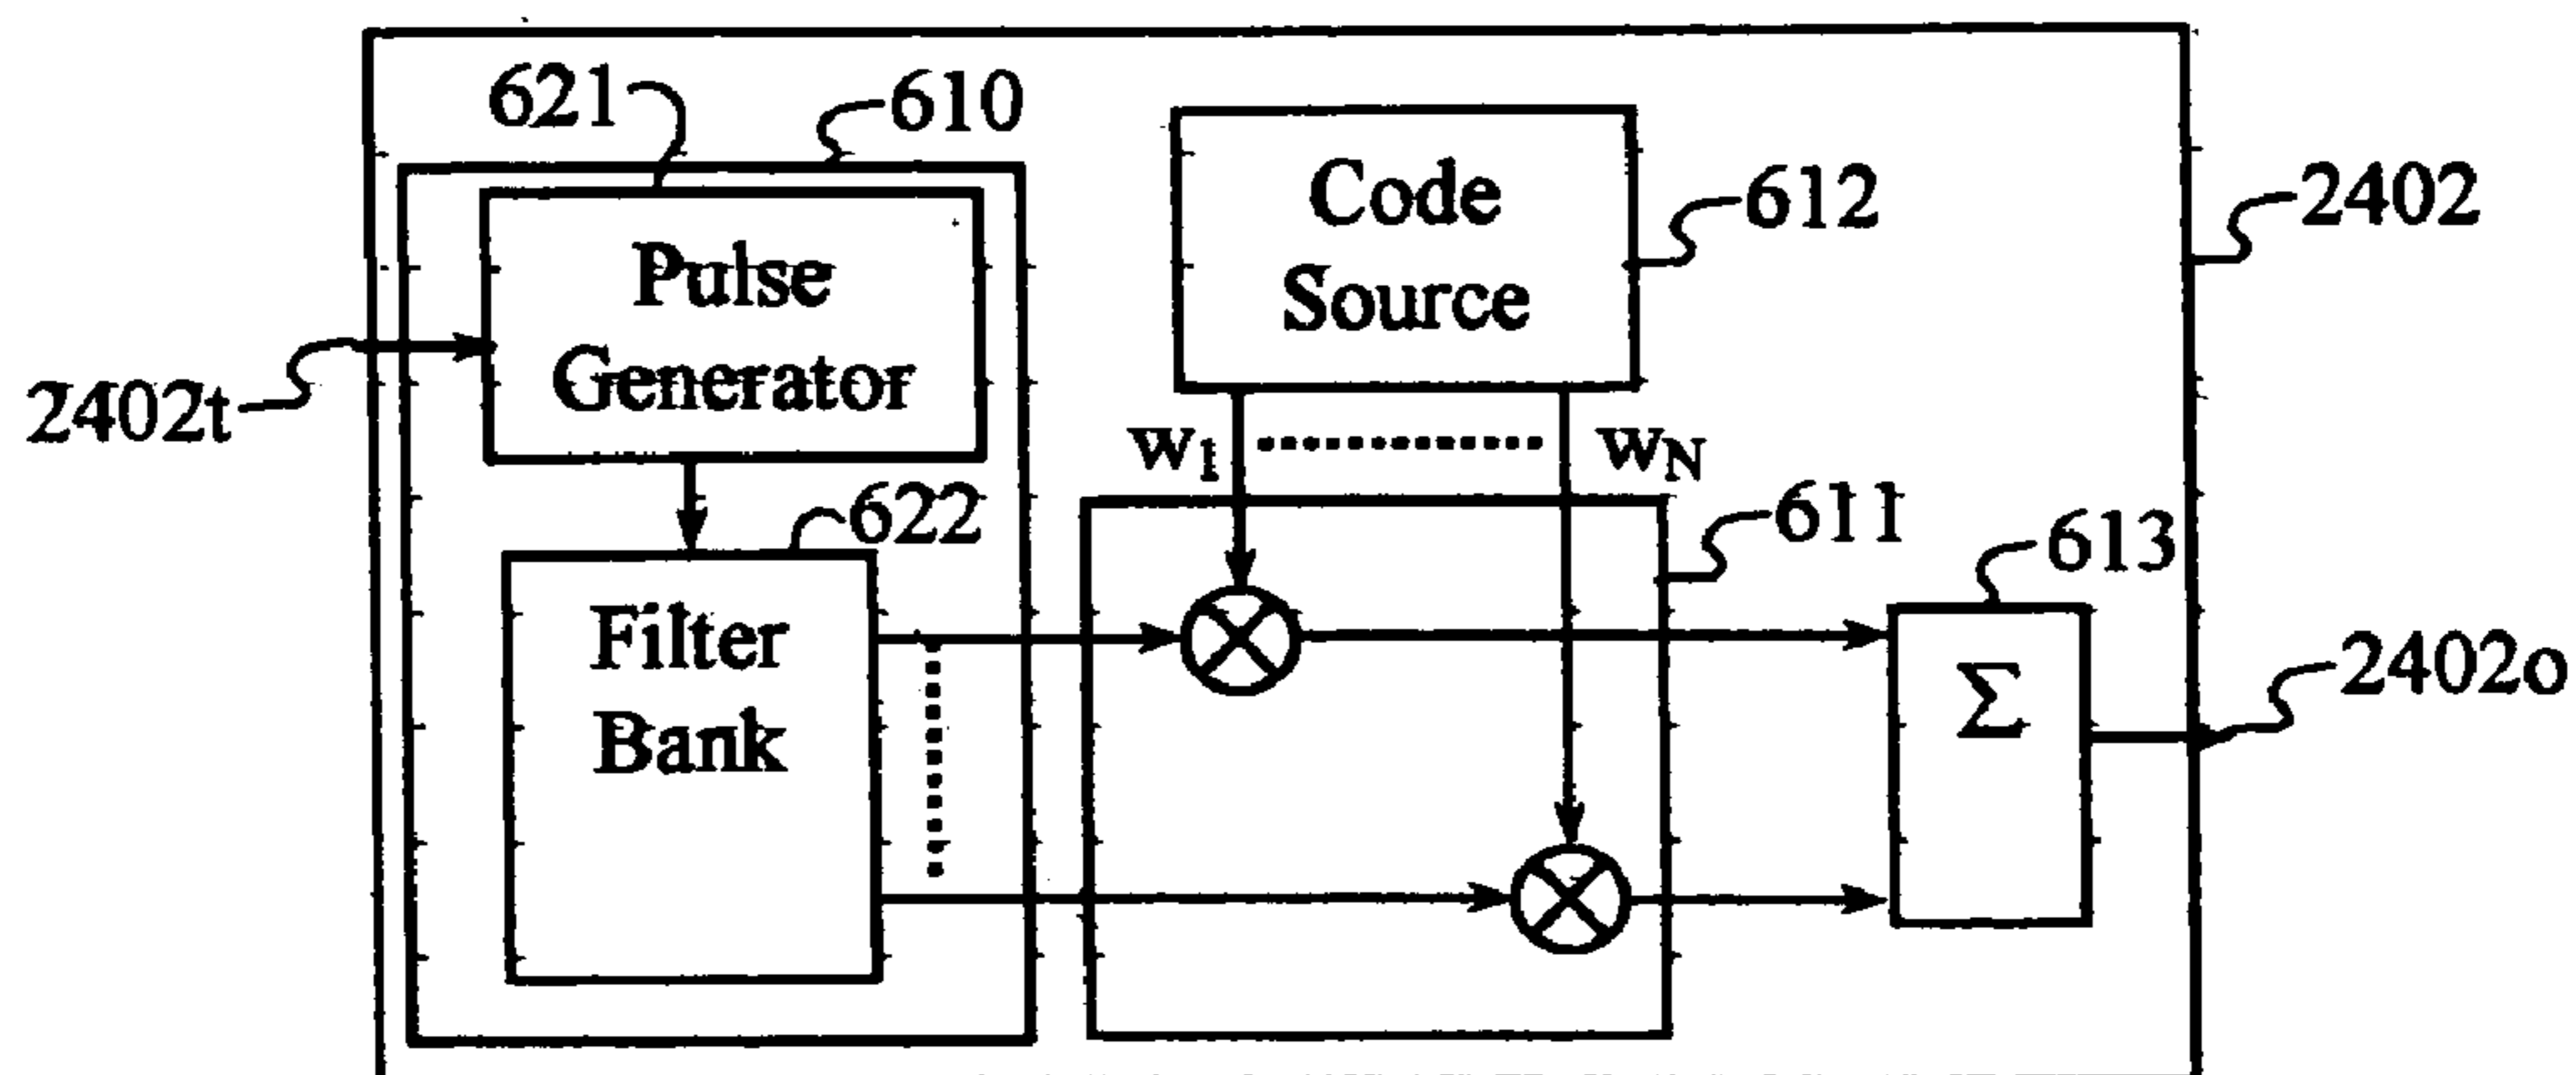 621
610
Pulse
Generator
Code
Source
612
2402
2402t
w1
wN
622
Filter
Bank
611
613
Σ
2402o